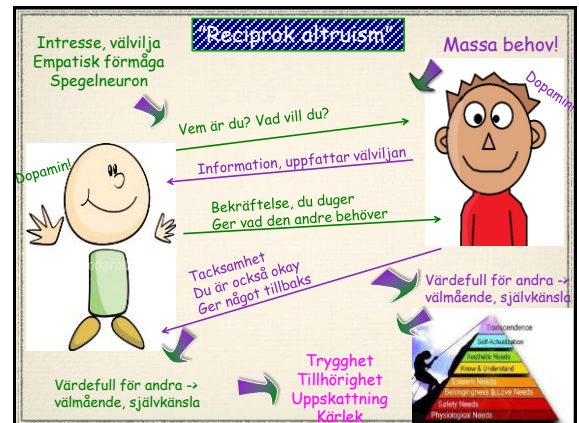 "Reciprok altruism"
Intresse, välvilja
Empatisk förmåga
Spegelneuron
Massa behov!
Dopamin!
Vem är du? Vad vill du?
Information, uppfattar välviljan
Dopamin!
Bekräftelse, du duger
Ger vad den andre behöver
Tacksamhet
Du är också okay
Ger något tillbaks
Värdefull för andra ->
välmående, självkänsla
Transcendence
Self-Actualization
Aesthetic Needs
Know & Understand
Esteem Needs
Belongingness & Love Needs
Safety Needs
Physiological Needs
Trygghet
Tillhörighet
Uppskattning
Kärlek
Värdefull för andra ->
välmående, självkänsla